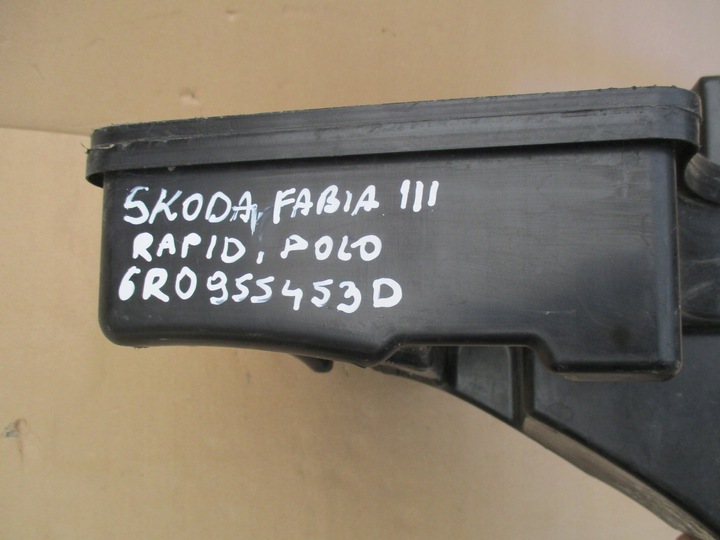 SKODA, FABIA III
RAPID, POLO
6R0955453D